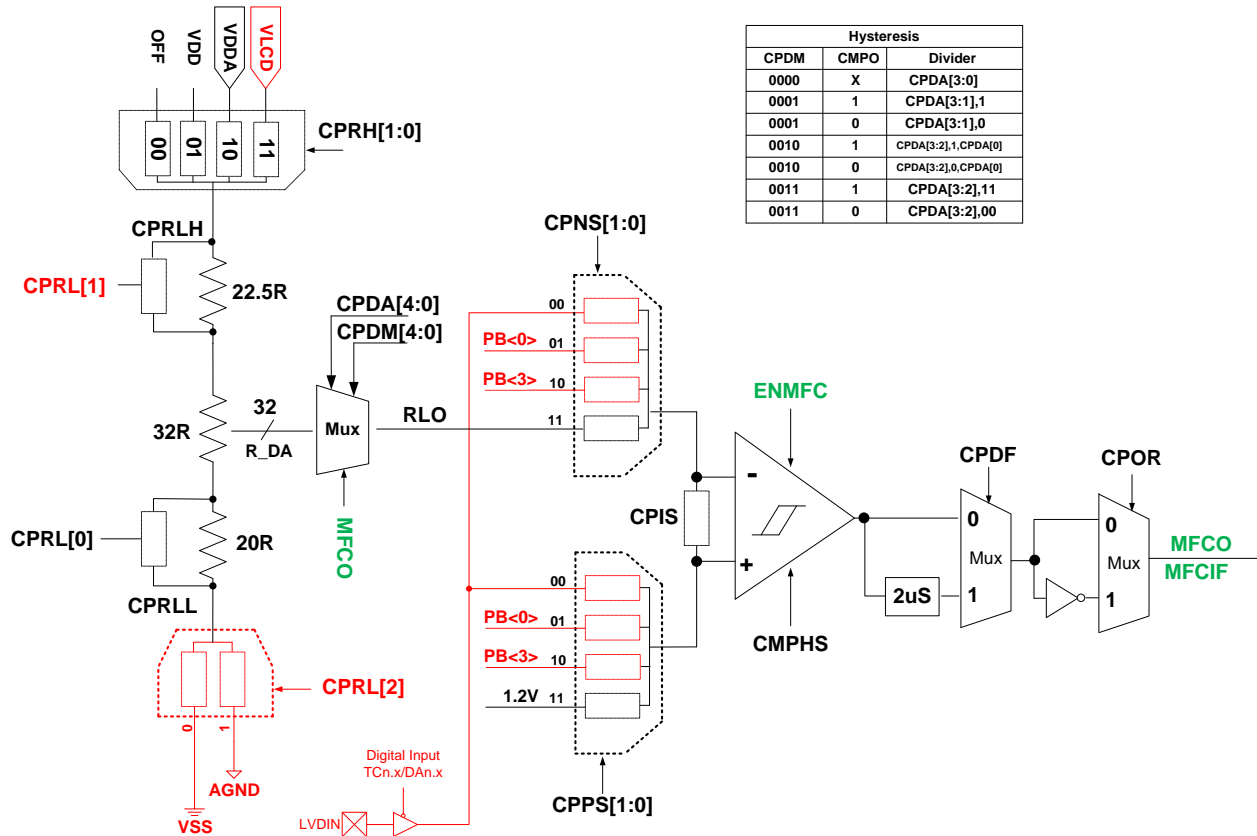 OFF
VDD
VDDA
VLCD
00
01
10
11
CPRH[1:0]
CPRLH
CPRL[1]
22.5R
32R
32
R_DA
CPRL[0]
20R
CPRLL
CPRL[2]
0
1
AGND
VSS
CPDA[4:0]
CPDM[4:0]
Mux
RLO
MFCO
Digital Input
TCn.x/DAn.x
LVDIN
CPNS[1:0]
00
PB<0> 01
PB<3> 10
11
CPIS
00
PB<0> 01
PB<3> 10
1.2V 11
CPPS[1:0]
ENMFC
-
+
CMPHS
CPDF
0
Mux
1
2uS
CPOR
0
Mux
1
MFCO
MFCIF
Hysteresis
CPDM CMPO Divider
0000 X CPDA[3:0]
0001 1 CPDA[3:1],1
0001 0 CPDA[3:1],0
0010 1 CPDA[3:2],1,CPDA[0]
0010 0 CPDA[3:2],0,CPDA[0]
0011 1 CPDA[3:2],11
0011 0 CPDA[3:2],00